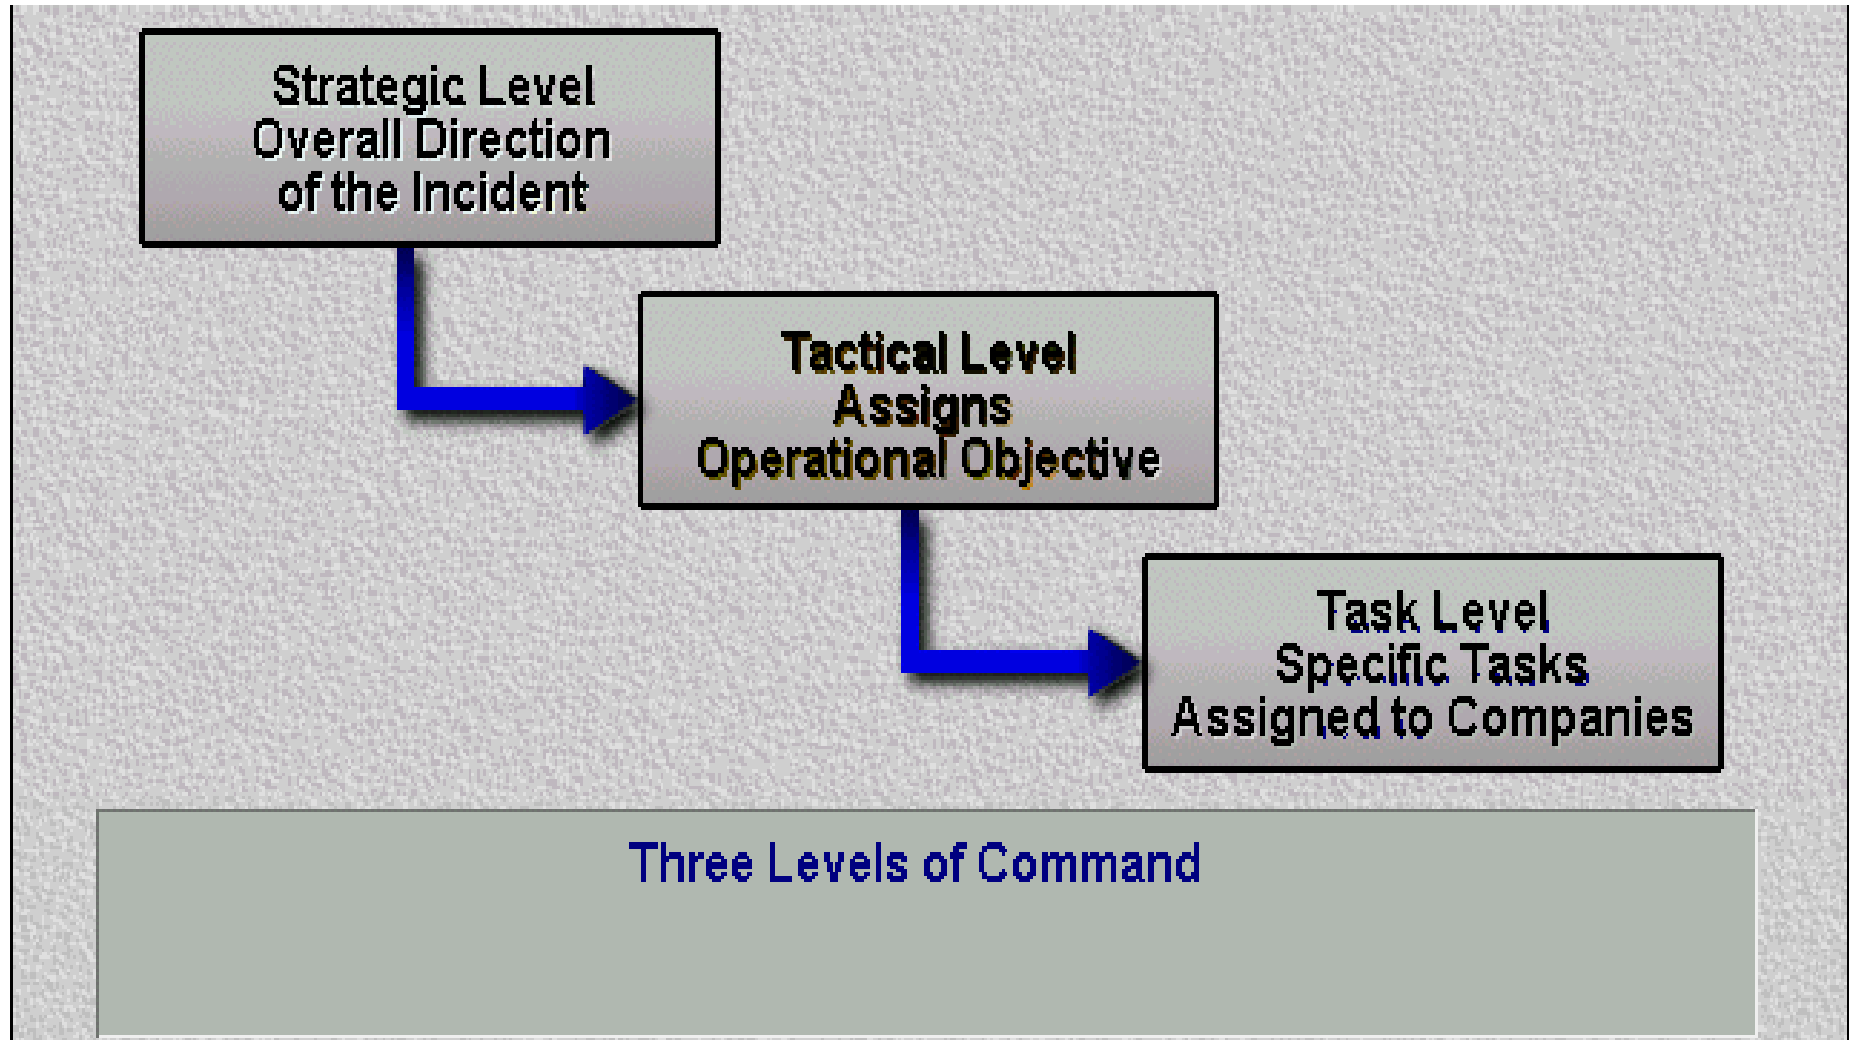 Strategic Level
Overall Direction
of the Incident
Tactical Level
Assigns
Operational Objective
Task Level
Specific Tasks
Assigned to Companies
Three Levels of Command